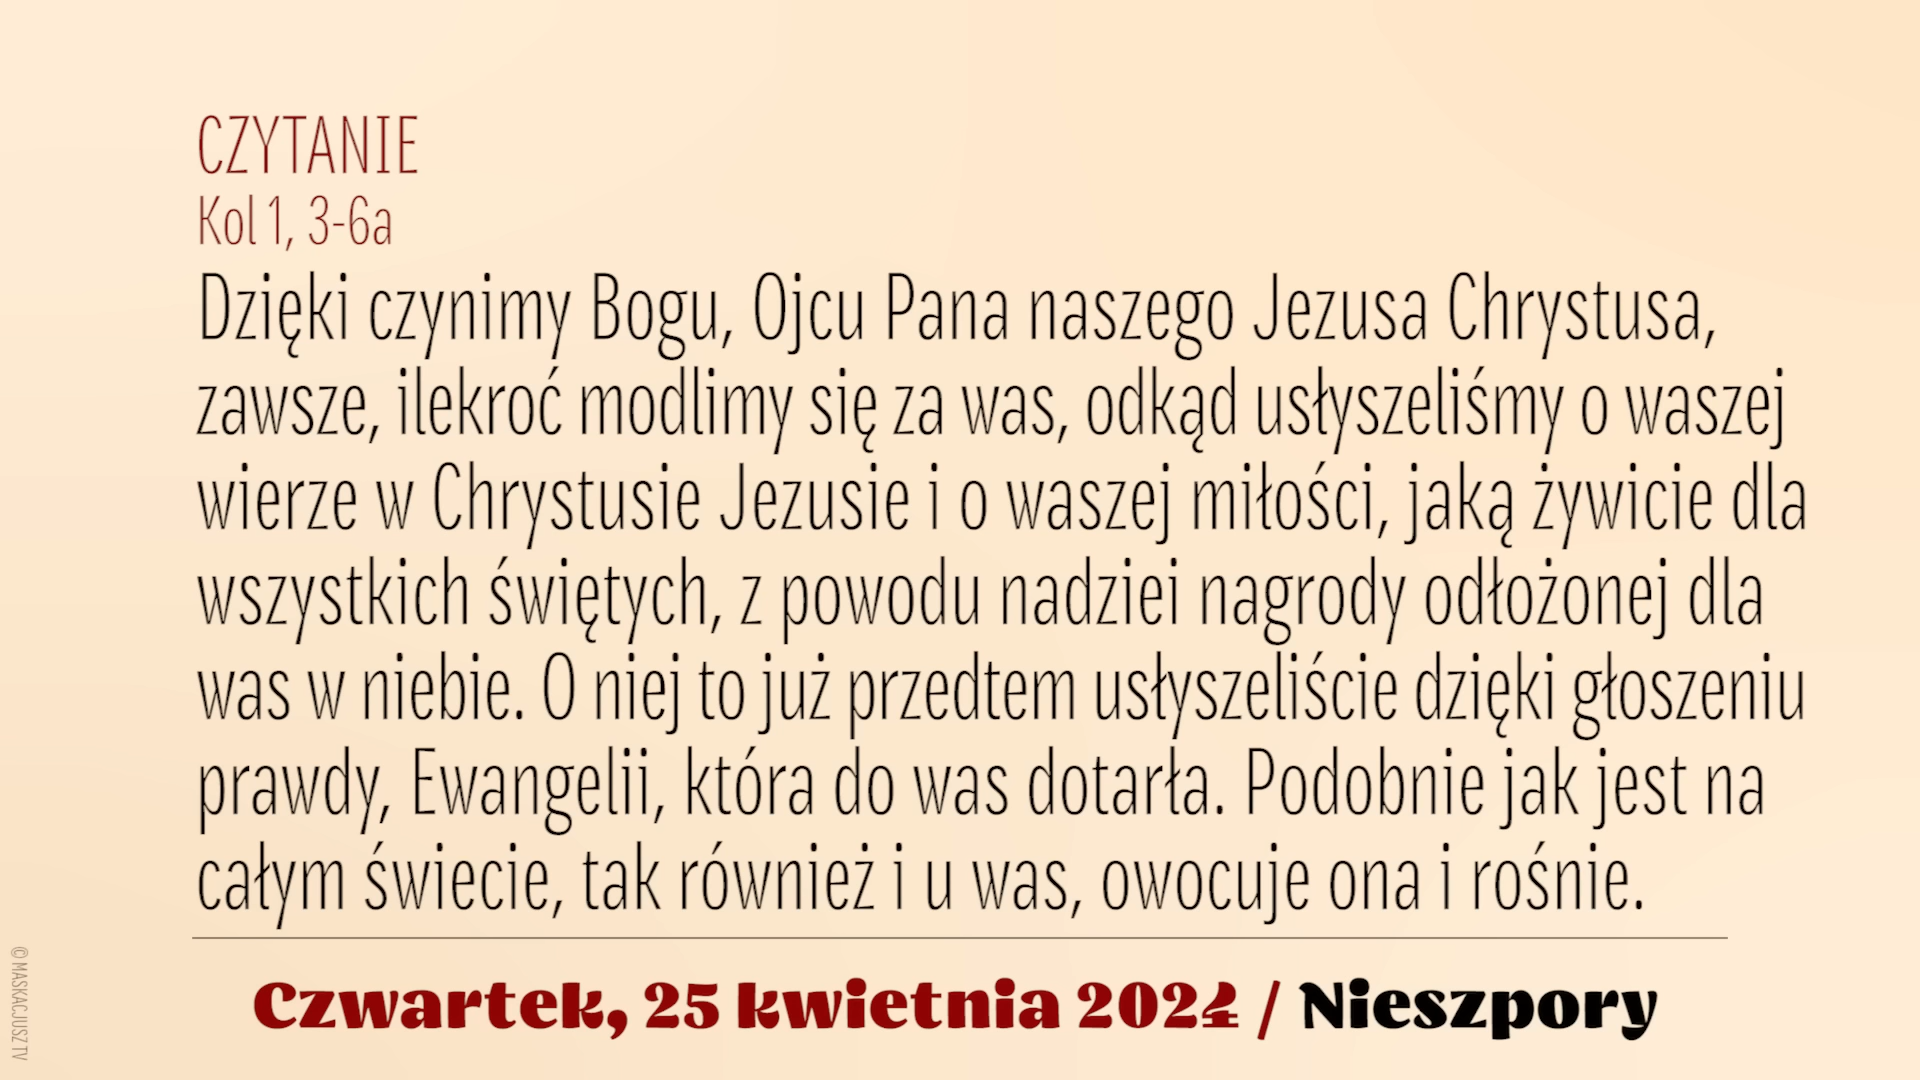 CZYTANIE
Kol 1, 3-6a
Dzięki czynimy Bogu, Ojcu Pana naszego Jezusa Chrystusa,
zawsze, ilekroć modlimy się za was, odkąd usłyszeliśmy o waszej
wierze w Chrystusie Jezusie i o waszej miłości, jaką żywicie dla
wszystkich świętych, z powodu nadziei nagrody odłożonej dla
was w niebie. O niej to już przedtem usłyszeliście dzięki głoszeniu
prawdy, Ewangelii, która do was dotarła. Podobnie jak jest na
całym świecie, tak również i u was, owocuje ona i rośnie.
Czwartek, 25 kwietnia 2024 / Nieszpory
© MASKACJUSZ TV